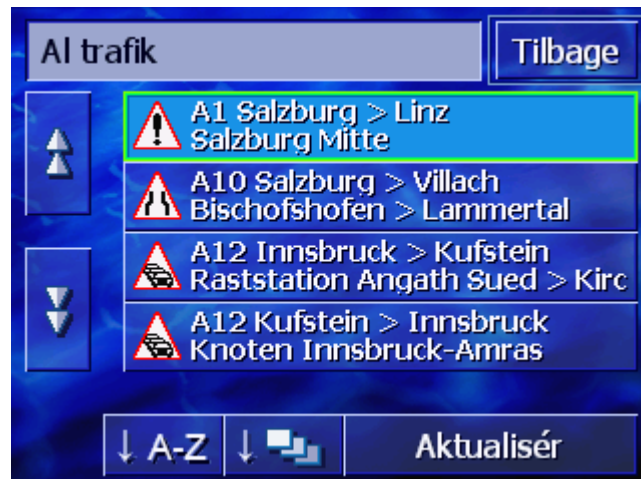 Al trafik
Tilbage
A1 Salzburg > Linz
Salzburg Mitte
A10 Salzburg > Villach
Bischofshofen > Lammertal
A12 Innsbruck > Kufstein
Raststation Angath Sued > Kirc
A12 Kufstein > Innsbruck
Knoten Innsbruck-Amras
↓ A-Z
↓
Aktualisér